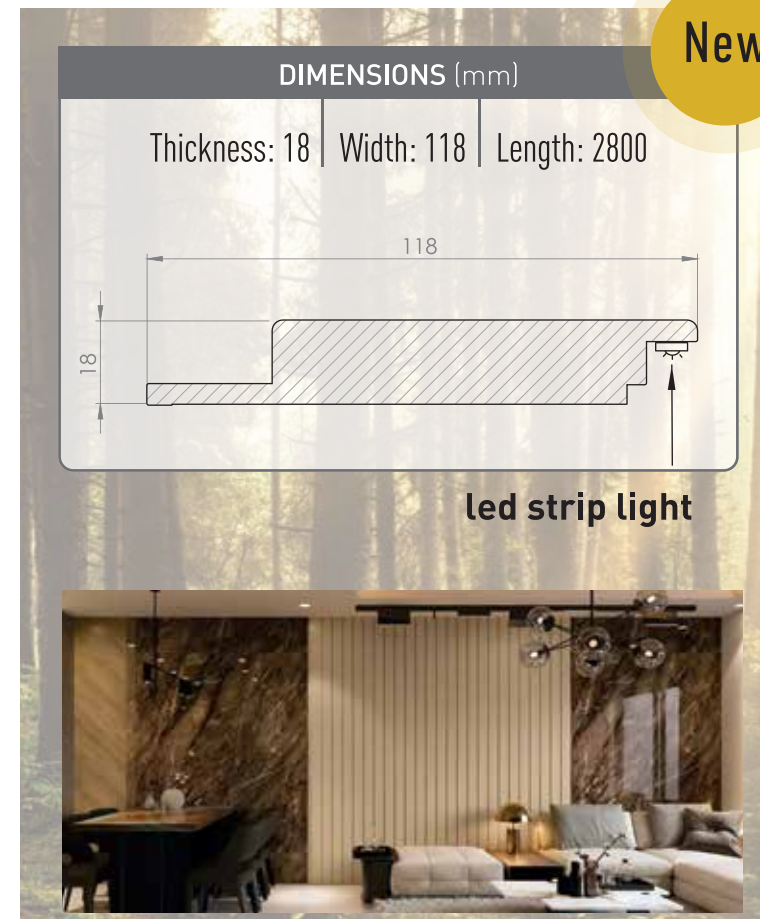 New
DIMENSIONS (mm)
Thickness: 18 Width: 118 Length: 2800
118
18
led strip light